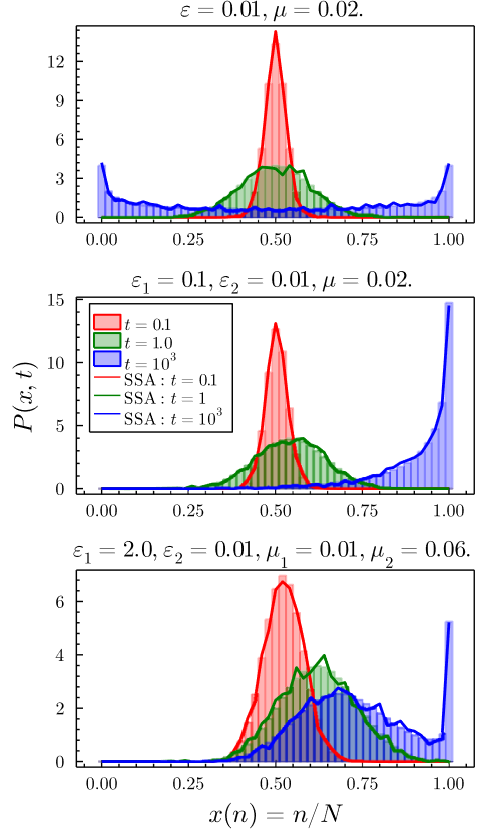 ε = 0.01, μ = 0.02.
12
9
6
3
0
0.00 0.25 0.50 0.75 1.00
ε₁ = 0.1, ε₂ = 0.01, μ = 0.02.
15
10
5
0
P(x, t)
t = 0.1
t = 1.0
t = 10³
SSA : t = 0.1
SSA : t = 1
SSA : t = 10³
0.00 0.25 0.50 0.75 1.00
ε₁ = 2.0, ε₂ = 0.01, μ₁ = 0.01, μ₂ = 0.06.
6
4
2
0
0.00 0.25 0.50 0.75 1.00
x(n) = n/N